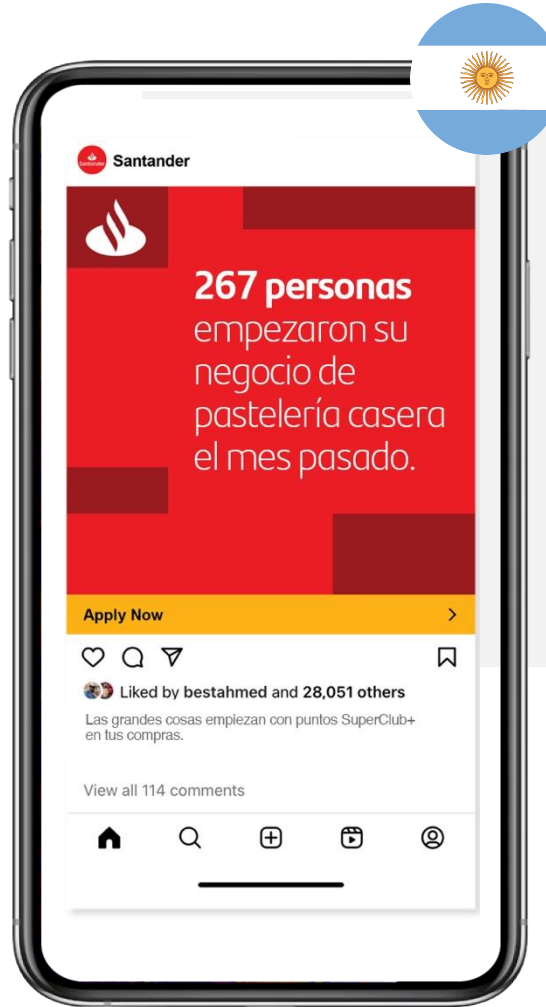 Santander
267 personas
empezaron su
negocio de
pastelería casera
el mes pasado.
Apply Now
Liked by bestahmed and 28,051 others
Las grandes cosas empiezan con puntos SuperClub+
en tus compras.
View all 114 comments